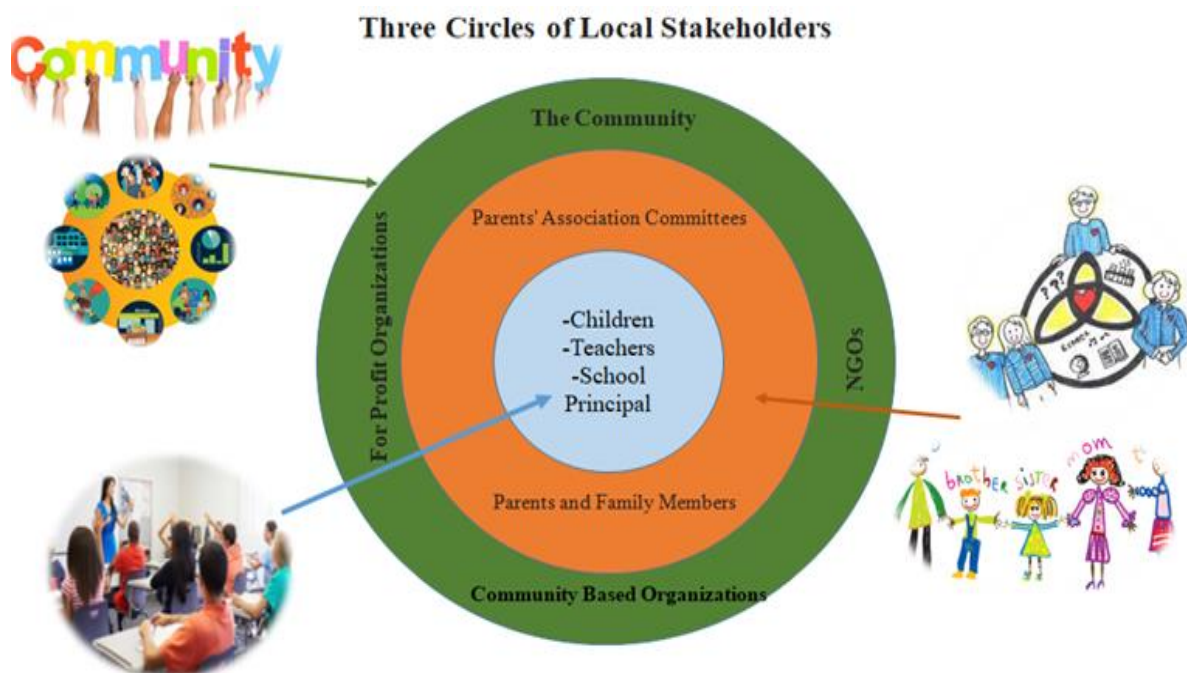 Three Circles of Local Stakeholders
Community
The Community
For Profit Organizations
Parents' Association Committees
-Children
-Teachers
-School
Principal
NGOs
???
Parents and Family Members
brother
sister
mom
Community Based Organizations